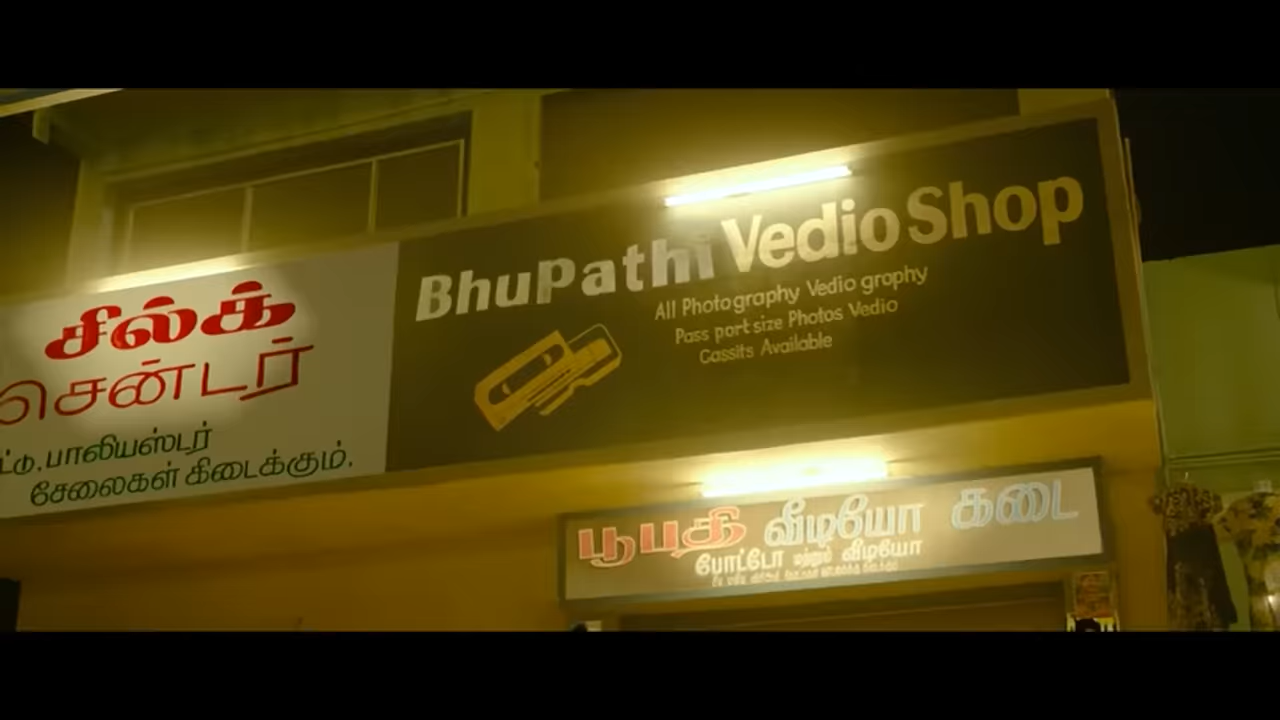 சில்க்
சென்டர்
ட்டு.பாலியஸ்டர்
சேலைகள் கிடைக்கும்.
BhuPathi Vedio Shop
All Photography Vedio grophy
Pass port size Photos Vedio
Cassits Available
பூபதி வீடியோ கடை
போட்டோ மற்றும் வீடியோ